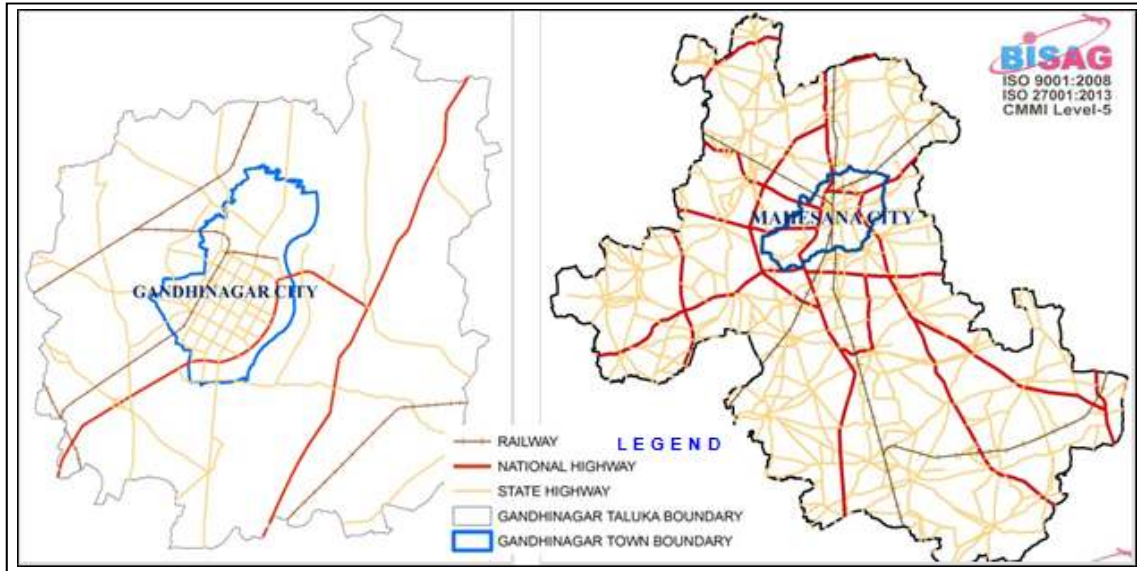 BiSAG
ISO 9001:2008
ISO 27001:2013
CMMI Level-5
GANDHINAGAR CITY
MAHESANA CITY
LEGEND
RAILWAY
NATIONAL HIGHWAY
STATE HIGHWAY
GANDHINAGAR TALUKA BOUNDARY
GANDHINAGAR TOWN BOUNDARY